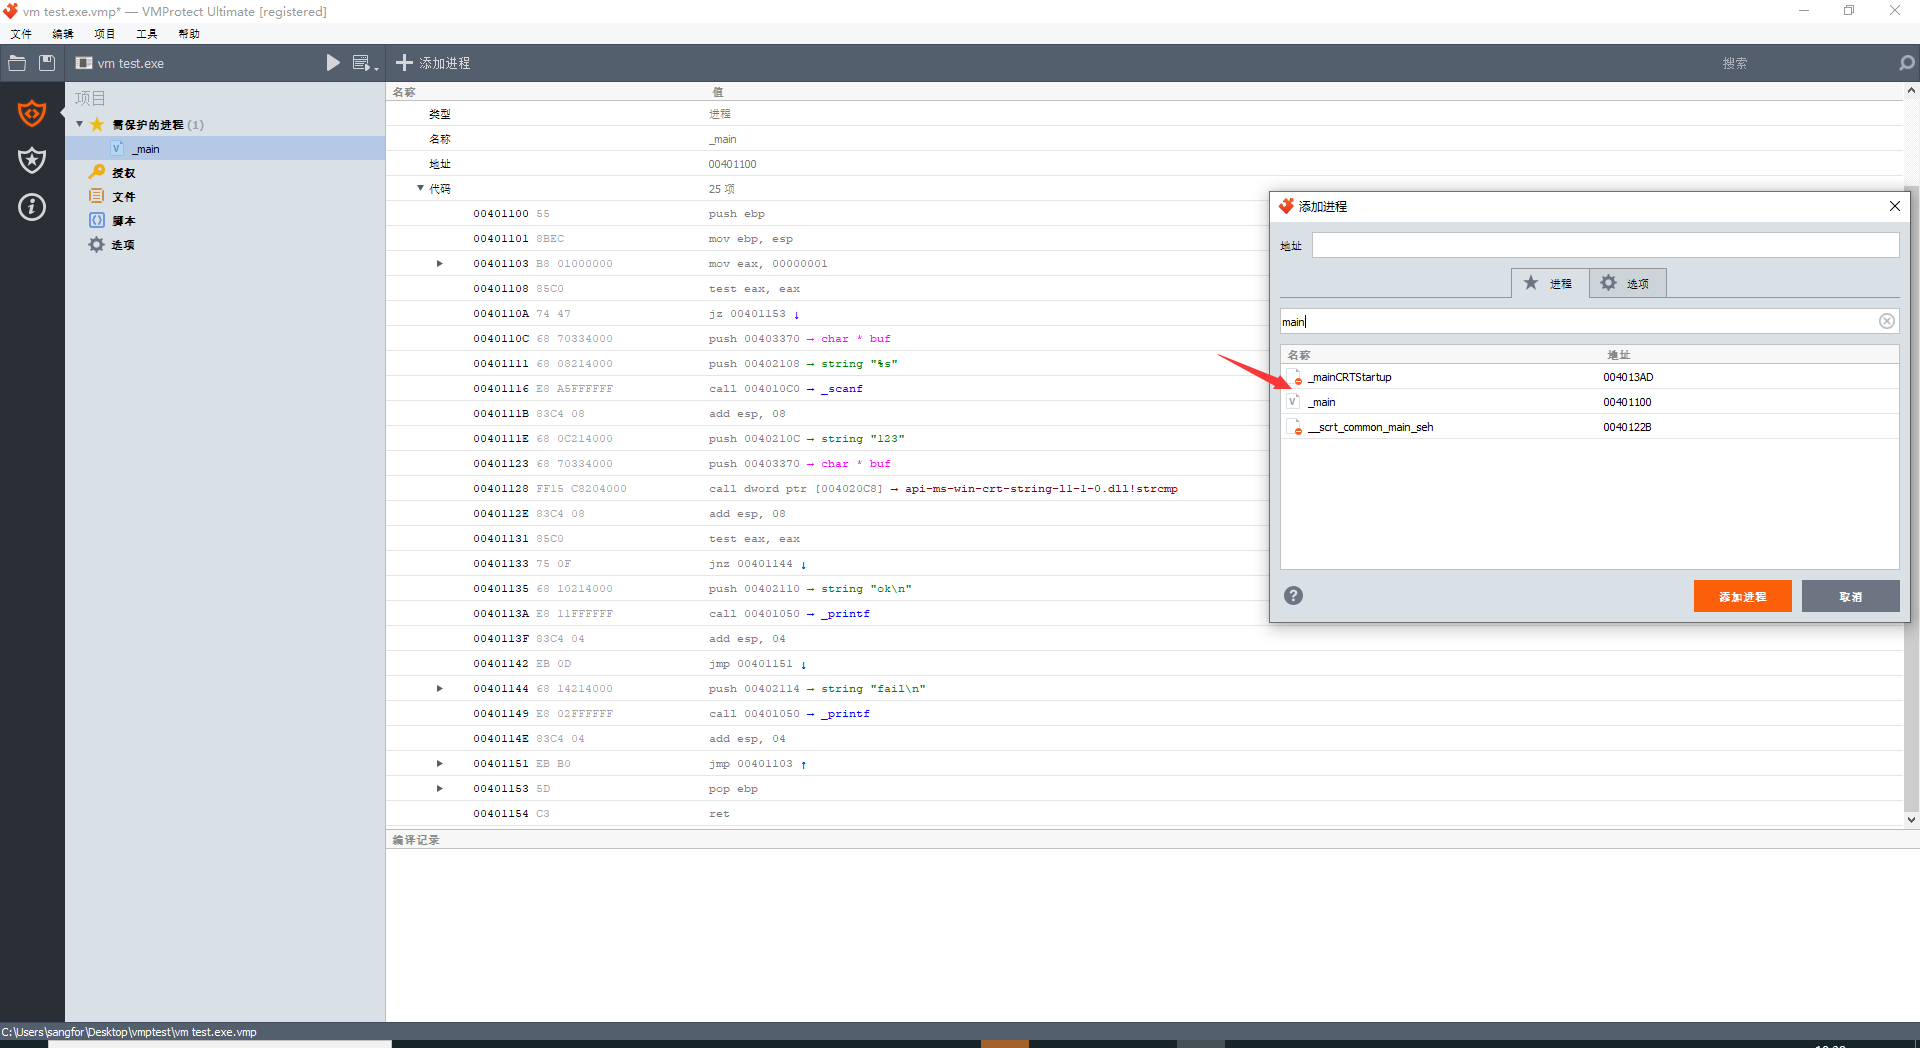 vm test.exe.vmp* — VMProtect Ultimate [registered]
文件 编辑 项目 工具 帮助
vm test.exe
添加进程
搜索
项目
需保护的进程 (1)
V _main
授权
文件
脚本
选项
名称 值
类型 进程
名称 _main
地址 00401100
代码 25 项
00401100 55 push ebp
00401101 8BEC mov ebp, esp
00401103 B8 01000000 mov eax, 00000001
00401108 85C0 test eax, eax
0040110A 74 47 jz 00401153 ↓
0040110C 68 70334000 push 00403370 → char * buf
00401111 68 08214000 push 00402108 → string "%s"
00401116 E8 A5FFFFFF call 004010C0 → _scanf
0040111B 83C4 08 add esp, 08
0040111E 68 0C214000 push 0040210C → string "123"
00401123 68 70334000 push 00403370 → char * buf
00401128 FF15 C8204000 call dword ptr [004020C8] → api-ms-win-crt-string-l1-1-0.dll!strcmp
0040112E 83C4 08 add esp, 08
00401131 85C0 test eax, eax
00401133 75 0F jnz 00401144 ↓
00401135 68 10214000 push 00402110 → string "ok\n"
0040113A E8 11FFFFFF call 00401050 → _printf
0040113F 83C4 04 add esp, 04
00401142 EB 0D jmp 00401151 ↓
00401144 68 14214000 push 00402114 → string "fail\n"
00401149 E8 02FFFFFF call 00401050 → _printf
0040114E 83C4 04 add esp, 04
00401151 EB B0 jmp 00401103 ↑
00401153 5D pop ebp
00401154 C3 ret
编译记录
添加进程
地址
进程 选项
main
名称 地址
_mainCRTStartup 004013AD
V _main 00401100
__scrt_common_main_seh 0040122B
添加进程 取消
C:\Users\sangfor\Desktop\vmptest\vm test.exe.vmp